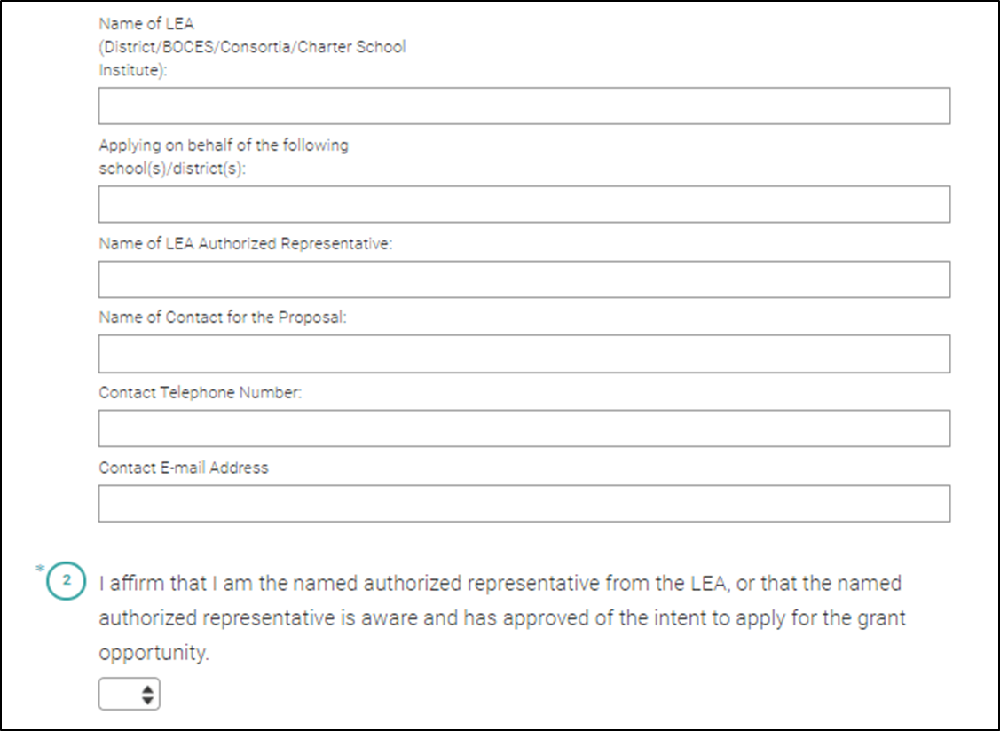 Name of LEA
(District/BOCES/Consortia/Charter School
Institute):
Applying on behalf of the following
school(s)/district(s):
Name of LEA Authorized Representative:
Name of Contact for the Proposal:
Contact Telephone Number:
Contact E-mail Address
* 2 I affirm that I am the named authorized representative from the LEA, or that the named
authorized representative is aware and has approved of the intent to apply for the grant
opportunity.